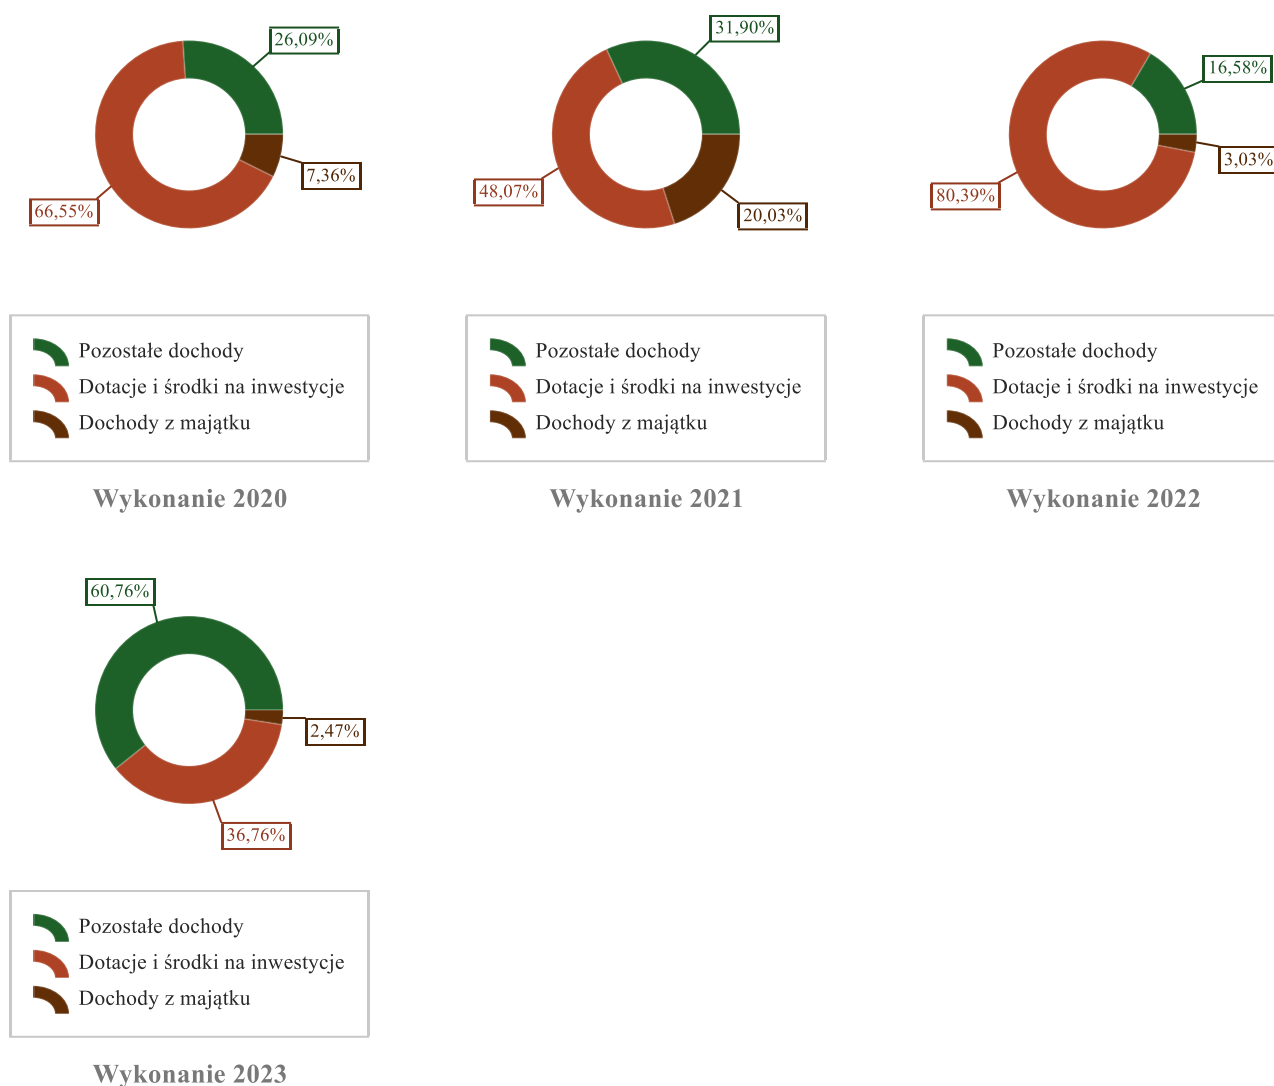 26,09%
7,36%
66,55%
Pozostałe dochody
Dotacje i środki na inwestycje
Dochody z majątku
Wykonanie 2020
31,90%
48,07%
20,03%
Pozostałe dochody
Dotacje i środki na inwestycje
Dochody z majątku
Wykonanie 2021
16,58%
3,03%
80,39%
Pozostałe dochody
Dotacje i środki na inwestycje
Dochody z majątku
Wykonanie 2022
60,76%
2,47%
36,76%
Pozostałe dochody
Dotacje i środki na inwestycje
Dochody z majątku
Wykonanie 2023